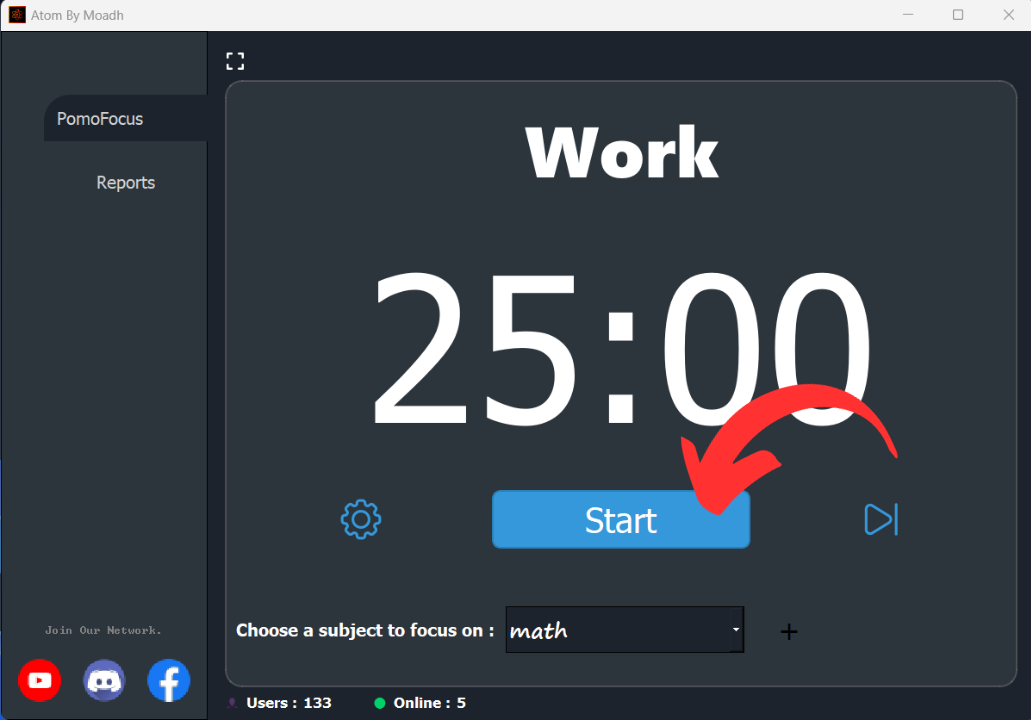 Atom By Moadh
PomoFocus
Reports
Work
25:00
Start
Choose a subject to focus on :
math
Join Our Network.
Users : 133
Online : 5